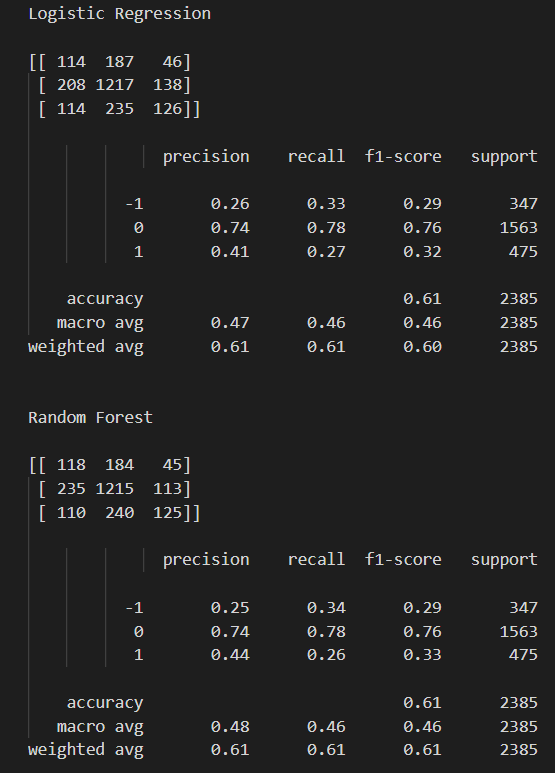 Logistic Regression
[[ 114  187   46]
[ 208 1217  138]
[ 114  235  126]]
precision    recall  f1-score   support
-1       0.26      0.33      0.29       347
0       0.74      0.78      0.76      1563
1       0.41      0.27      0.32       475
accuracy                           0.61      2385
macro avg       0.47      0.46      0.46      2385
weighted avg       0.61      0.61      0.60      2385
Random Forest
[[ 118  184   45]
[ 235 1215  113]
[ 110  240  125]]
precision    recall  f1-score   support
-1       0.25      0.34      0.29       347
0       0.74      0.78      0.76      1563
1       0.44      0.26      0.33       475
accuracy                           0.61      2385
macro avg       0.48      0.46      0.46      2385
weighted avg       0.61      0.61      0.61      2385